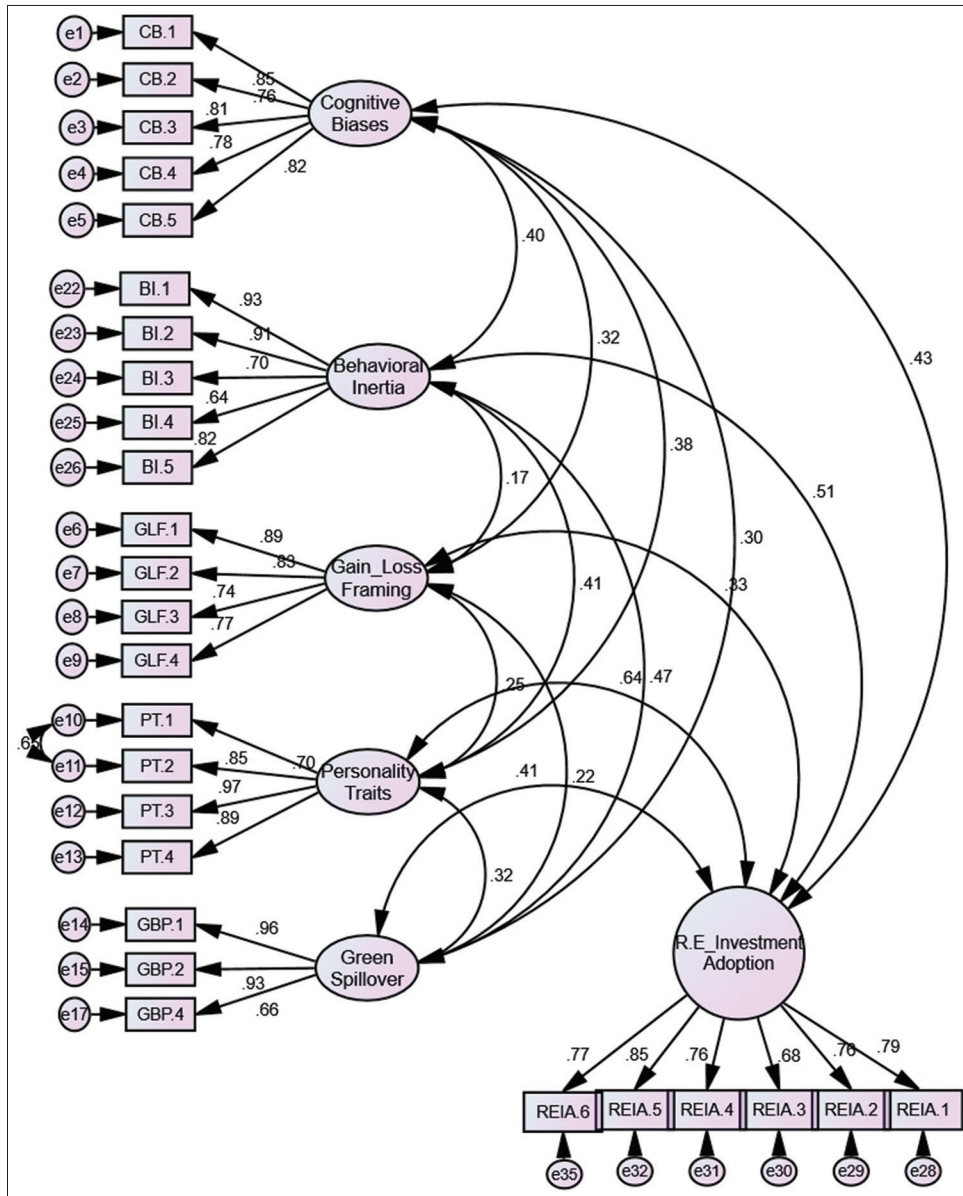 e1
CB.1
.85
e2
CB.2
.76
e3
CB.3
.81
e4
CB.4
.78
e5
CB.5
.82
Cognitive
Biases
.40
.32
.43
e22
BI.1
.93
e23
BI.2
.91
e24
BI.3
.70
e25
BI.4
.64
e26
BI.5
.82
Behavioral
Inertia
.38
.17
.51
.30
e6
GLF.1
.89
e7
GLF.2
.83
e8
GLF.3
.74
e9
GLF.4
.77
Gain_Loss
Framing
.41
.33
.25
.64
.47
e10
PT.1
.70
.65
e11
PT.2
.85
e12
PT.3
.97
e13
PT.4
.89
Personality
Traits
.41
.22
.32
e14
GBP.1
.96
e15
GBP.2
.93
e17
GBP.4
.66
Green
Spillover
R.E_Investment
Adoption
.77
.85
.76
.68
.76
.79
REIA.6
REIA.5
REIA.4
REIA.3
REIA.2
REIA.1
e35
e32
e31
e30
e29
e28